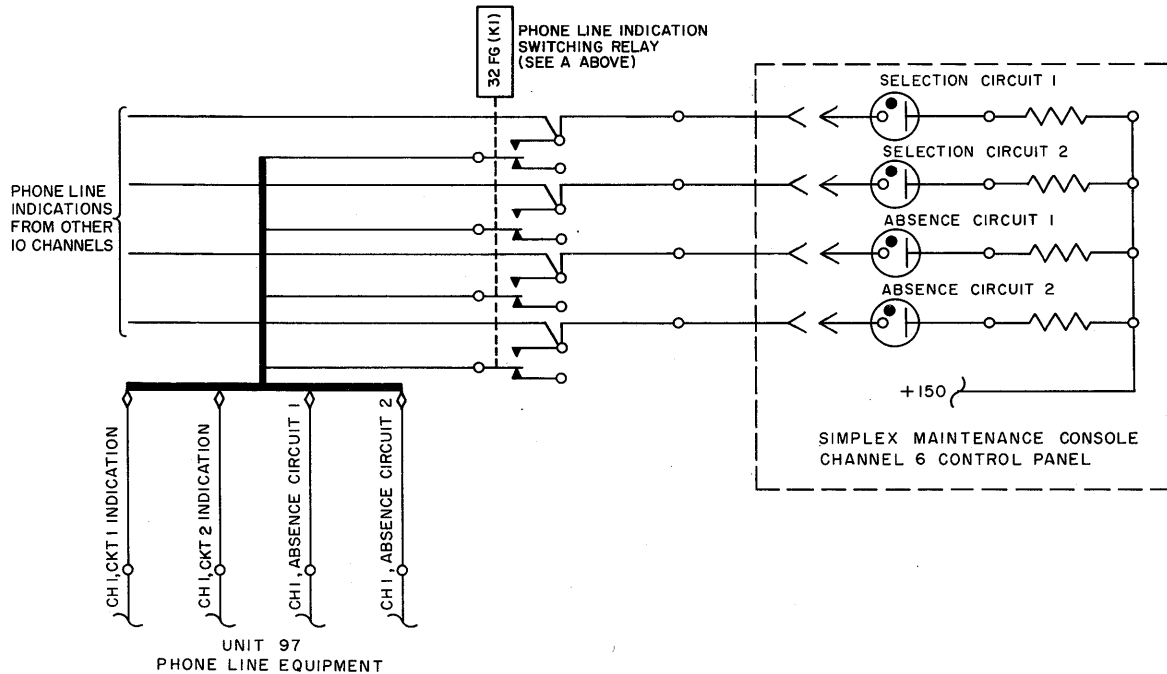 32 FG (K1)
PHONE LINE INDICATION
SWITCHING RELAY
(SEE A ABOVE)
SELECTION CIRCUIT 1
SELECTION CIRCUIT 2
ABSENCE CIRCUIT 1
ABSENCE CIRCUIT 2
PHONE LINE
INDICATIONS
FROM OTHER
10 CHANNELS
+150
SIMPLEX MAINTENANCE CONSOLE
CHANNEL 6 CONTROL PANEL
CH 1, CKT 1 INDICATION
CH 1, CKT 2 INDICATION
CH 1, ABSENCE CIRCUIT 1
CH 1, ABSENCE CIRCUIT 2
UNIT 97
PHONE LINE EQUIPMENT